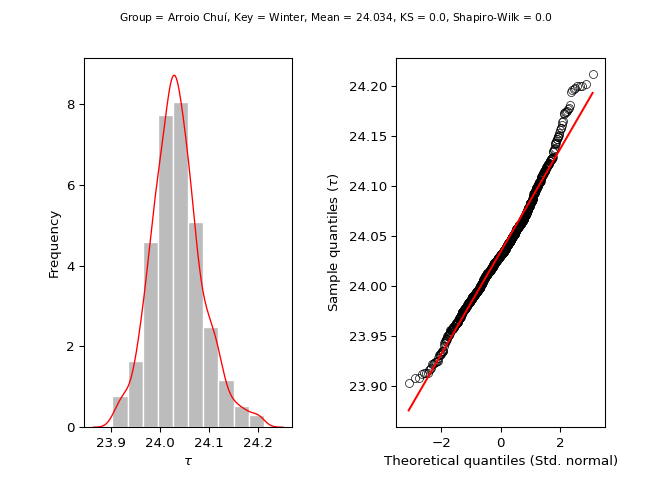 Group = Arroio Chuí, Key = Winter, Mean = 24.034, KS = 0.0, Shapiro-Wilk = 0.0
Frequency
8
6
4
2
0
23.9 24.0 24.1 24.2
τ
Sample quantiles (τ)
24.20
24.15
24.10
24.05
24.00
23.95
23.90
−2 0 2
Theoretical quantiles (Std. normal)